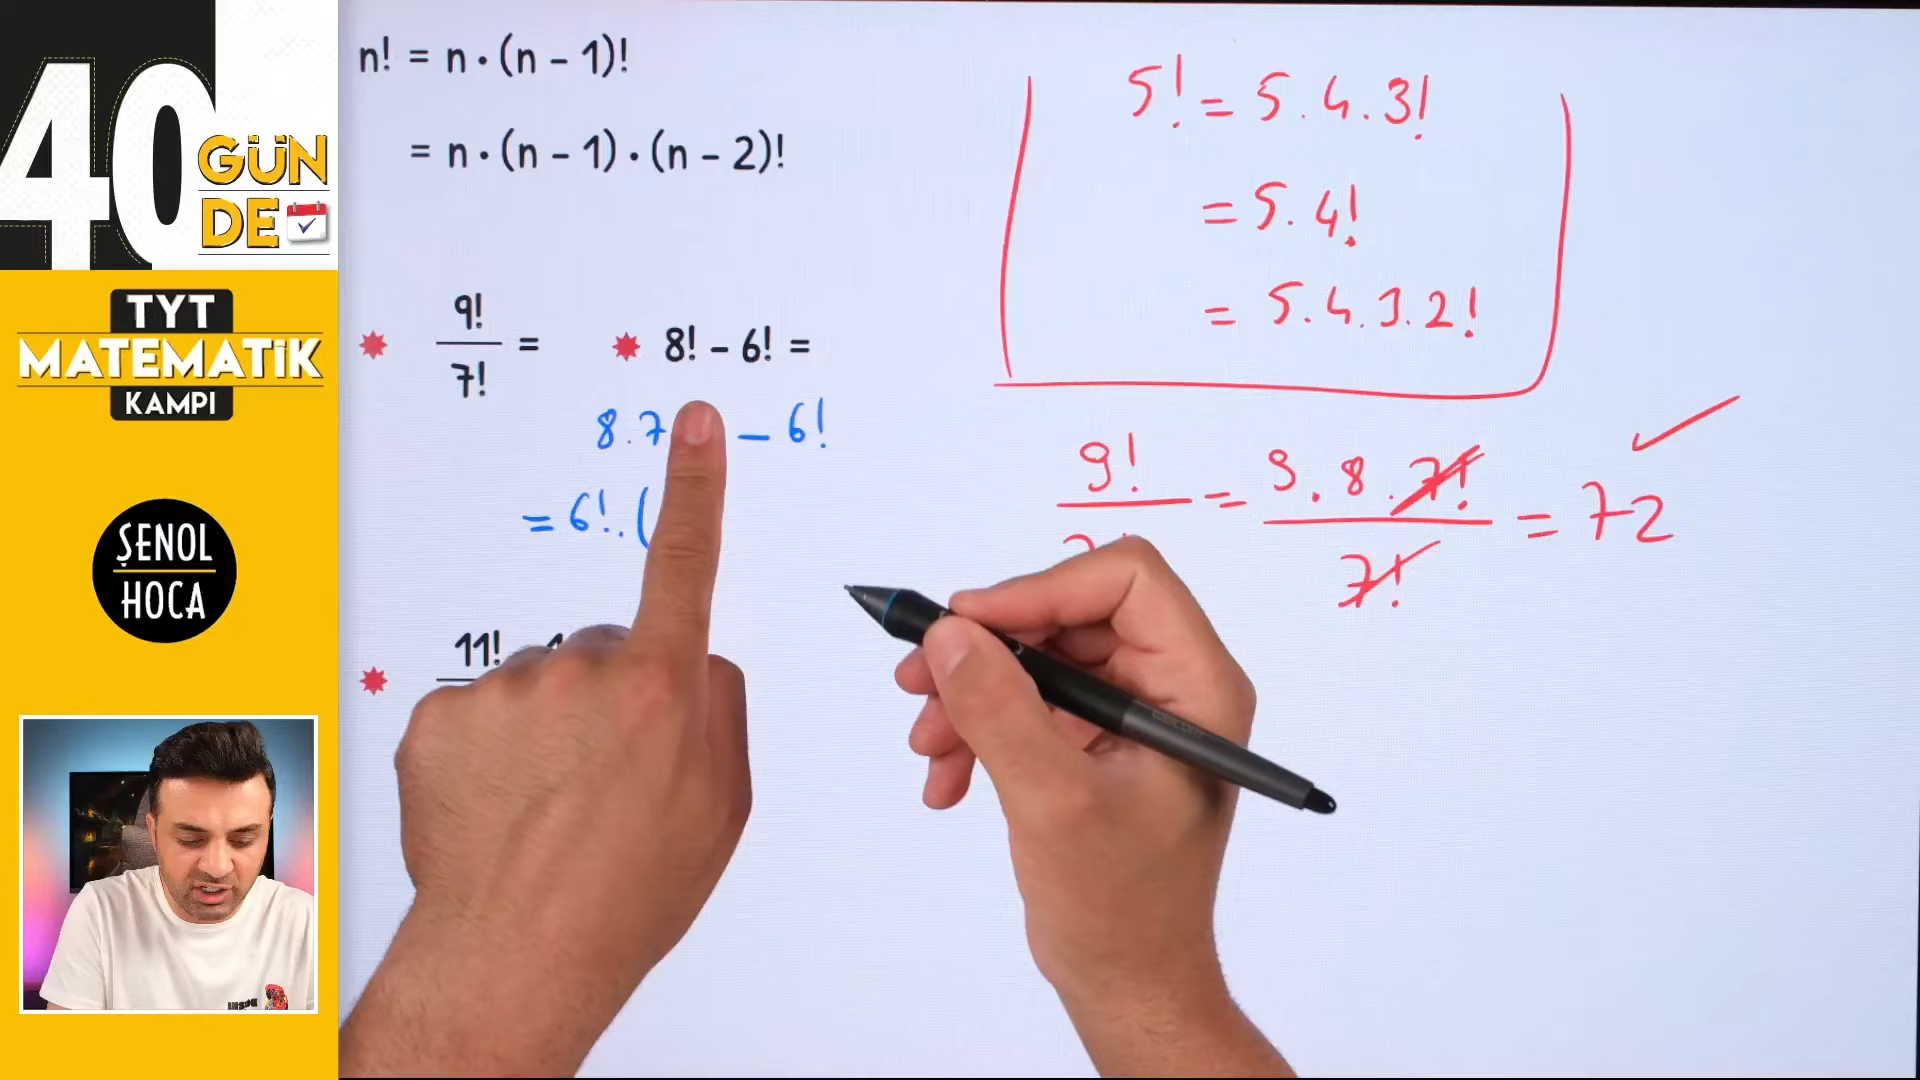 40
GÜN
DE
TYT
MATEMATİK
KAMPI
ŞENOL
HOCA
n! = n · (n - 1)!
= n · (n - 1) · (n - 2)!
9!
7!
=
8! - 6! =
8.7 - 6!
= 6!.(
11!
5! = 5.4.3!
= 5.4!
= 5.4.3.2!
9! = 9.8.7! = 72
7!